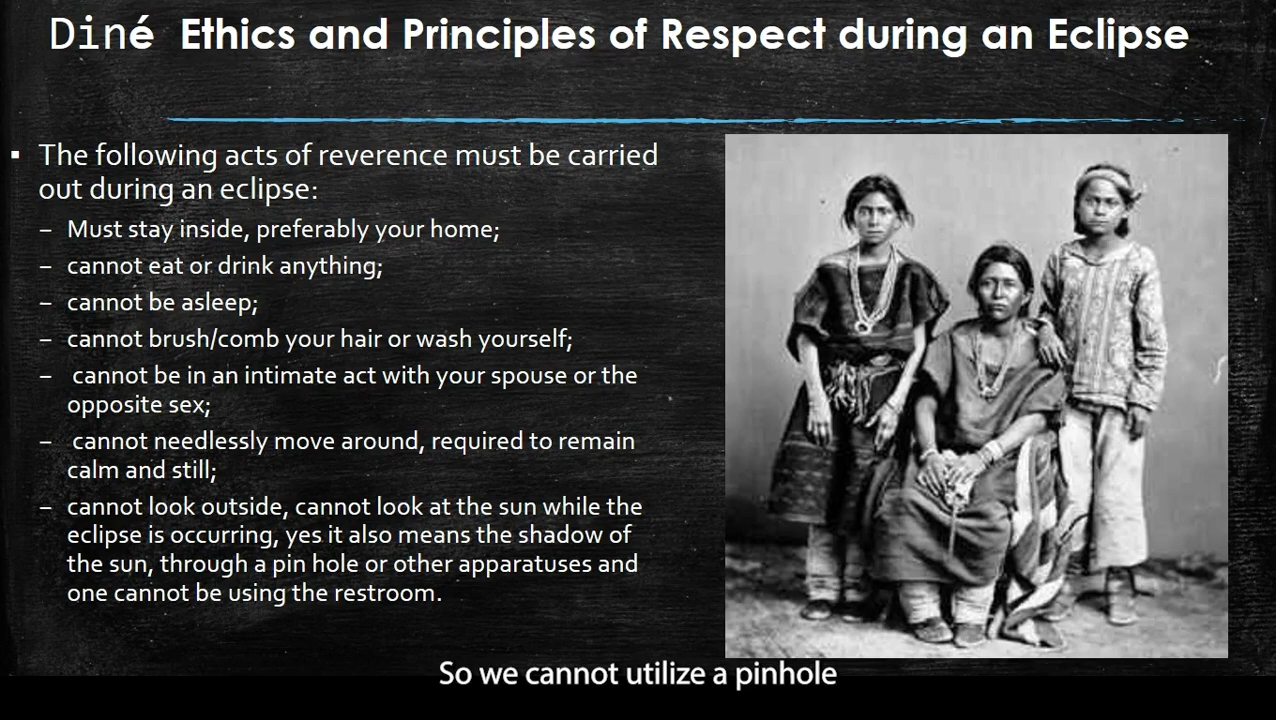 Diné Ethics and Principles of Respect during an Eclipse
▪ The following acts of reverence must be carried
out during an eclipse:
– Must stay inside, preferably your home;
– cannot eat or drink anything;
– cannot be asleep;
– cannot brush/comb your hair or wash yourself;
– cannot be in an intimate act with your spouse or the
opposite sex;
– cannot needlessly move around, required to remain
calm and still;
– cannot look outside, cannot look at the sun while the
eclipse is occurring, yes it also means the shadow of
the sun, through a pin hole or other apparatuses and
one cannot be using the restroom.
So we cannot utilize a pinhole